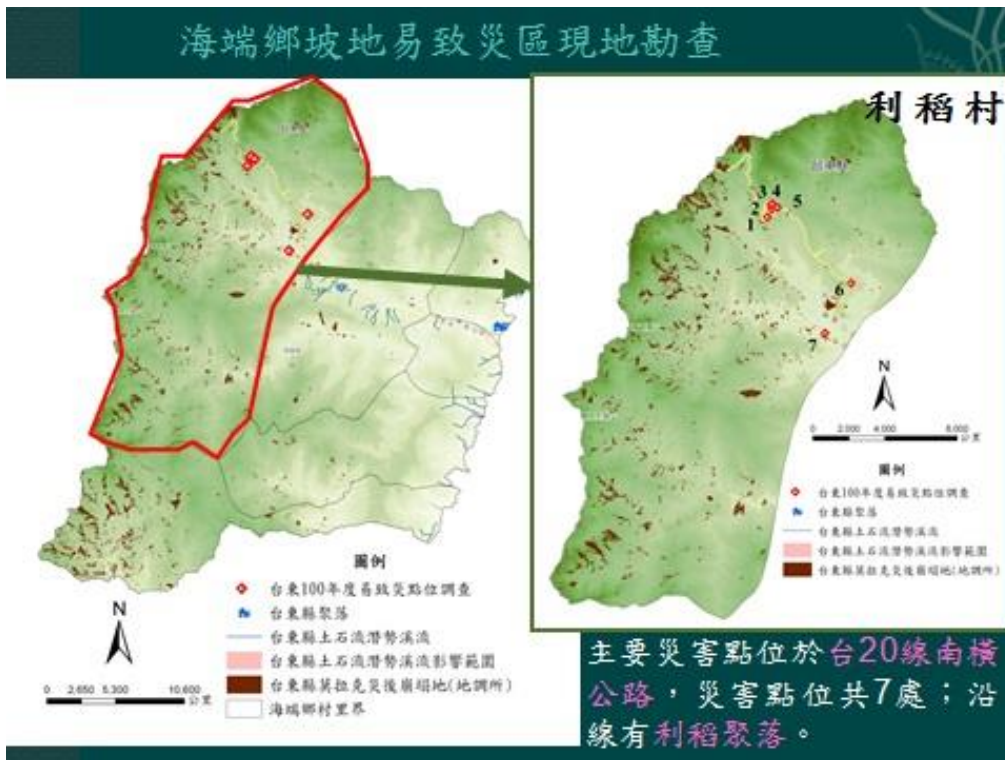 海端鄉坡地易致災區現地勘查
利稻村
3 4
2
5
1
6
7
N
0 2,000 4,000 8,000
公里
圖例
台東100年度易致災點位調查
台東縣聚落
台東縣土石流潛勢溪流
台東縣土石流潛勢溪流影響範圍
台東縣莫拉克災後崩塌地(地調所)
圖例
台東100年度易致災點位調查
台東縣聚落
台東縣土石流潛勢溪流
台東縣土石流潛勢溪流影響範圍
台東縣莫拉克災後崩塌地(地調所)
海端鄉村里界
N
0 2,650 5,300 10,600
公里
主要災害點位於台20線南橫
公路，災害點位共7處；沿
線有利稻聚落。